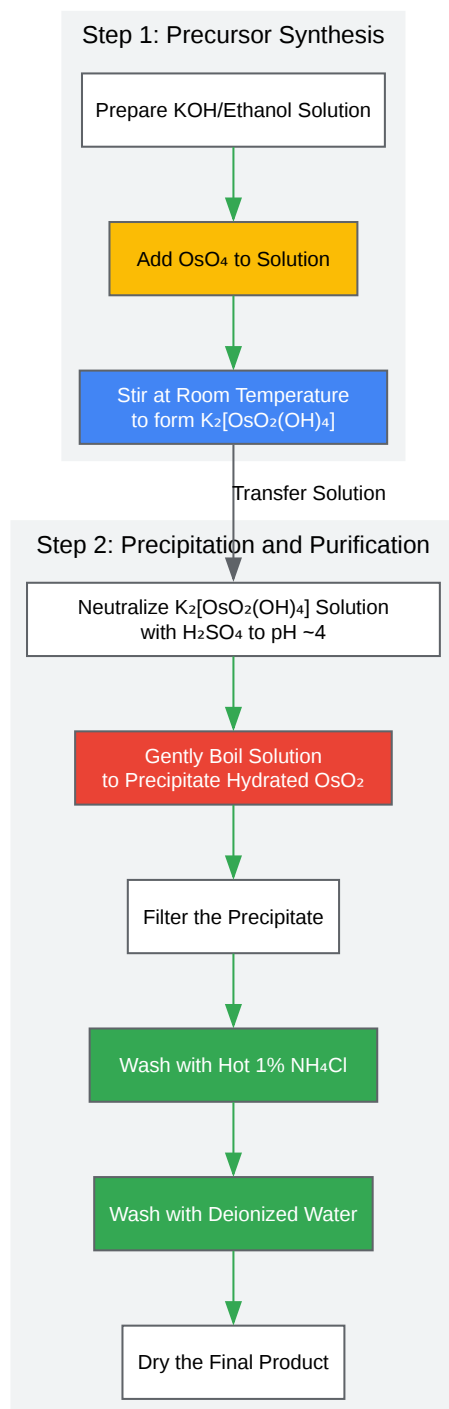 Step 1: Precursor Synthesis
Prepare KOH/Ethanol Solution
Add OsO₄ to Solution
Stir at Room Temperature
to form K₂[OsO₂(OH)₄]
Transfer Solution
Step 2: Precipitation and Purification
Neutralize K₂[OsO₂(OH)₄] Solution
with H₂SO₄ to pH ~4
Gently Boil Solution
to Precipitate Hydrated OsO₂
Filter the Precipitate
Wash with Hot 1% NH₄Cl
Wash with Deionized Water
Dry the Final Product